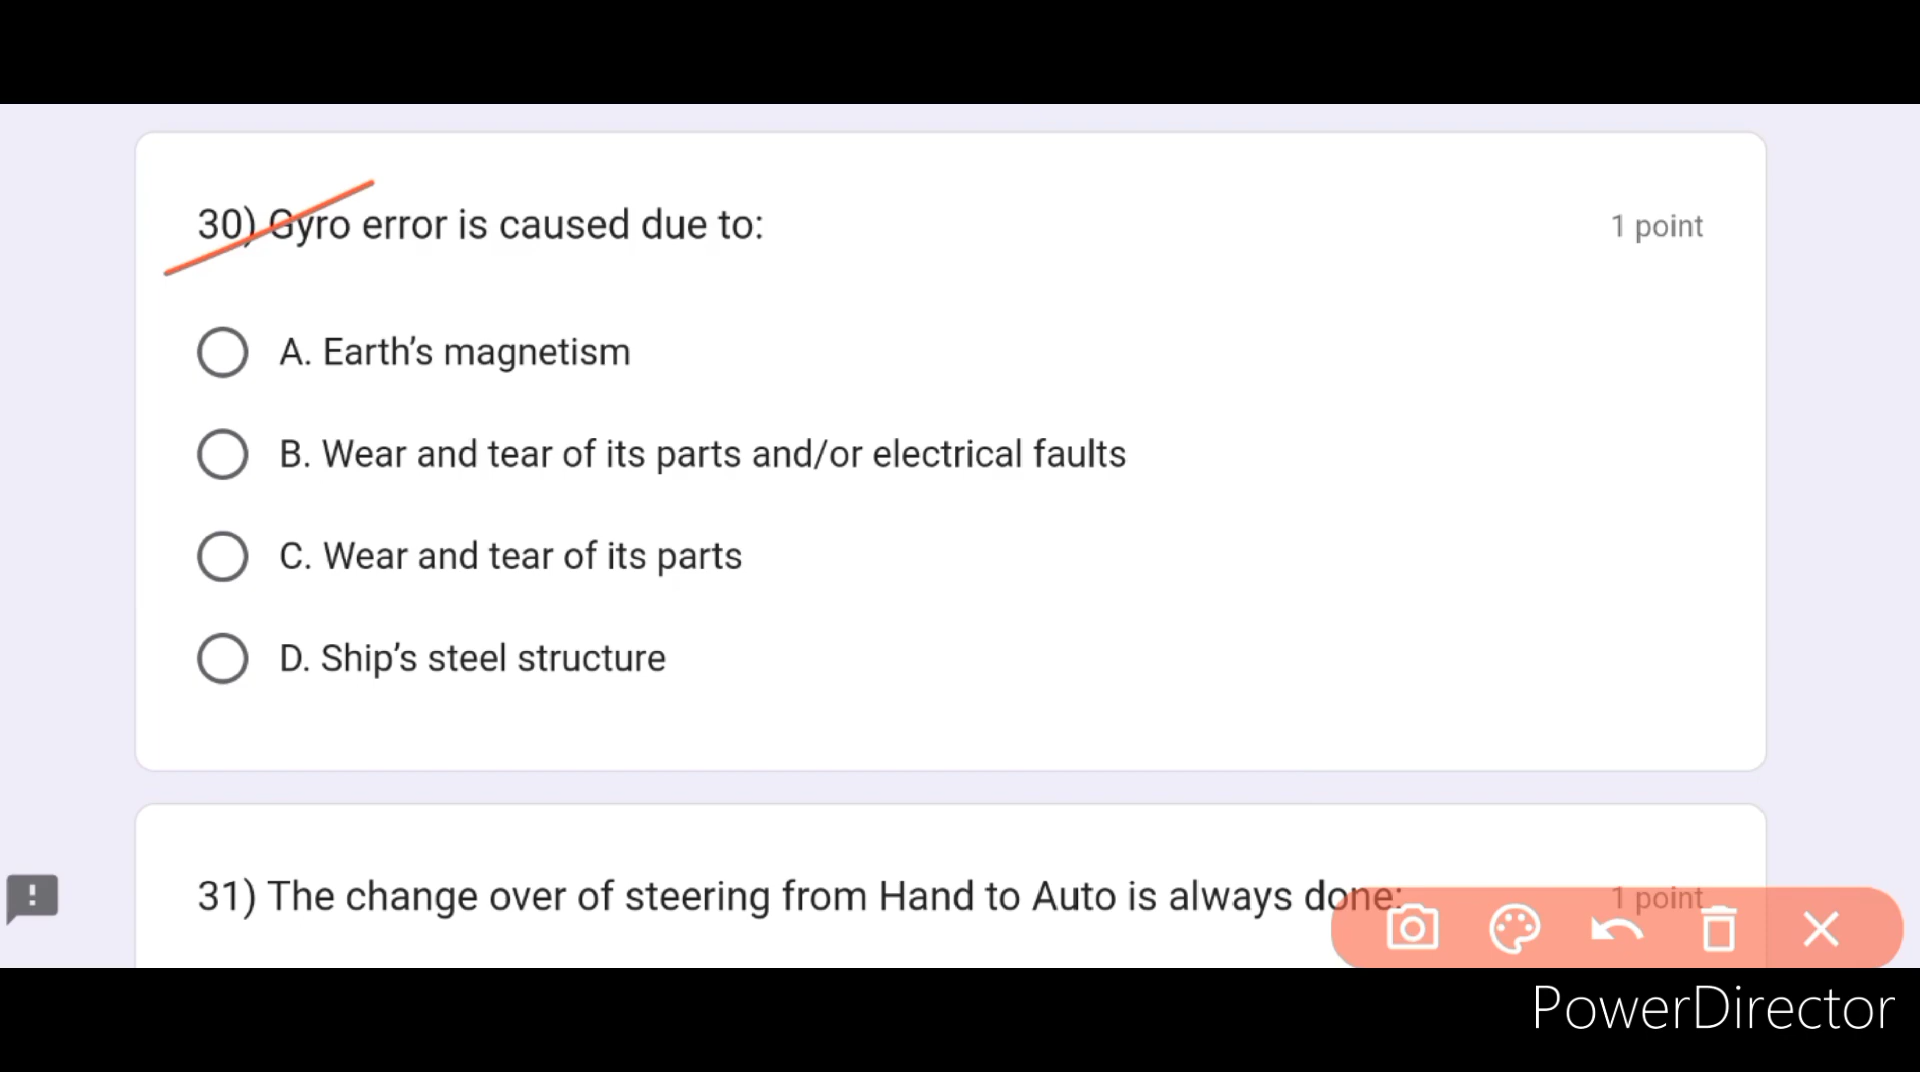 30) Gyro error is caused due to:
1 point
A. Earth's magnetism
B. Wear and tear of its parts and/or electrical faults
C. Wear and tear of its parts
D. Ship's steel structure
31) The change over of steering from Hand to Auto is always done:
1 point
PowerDirector